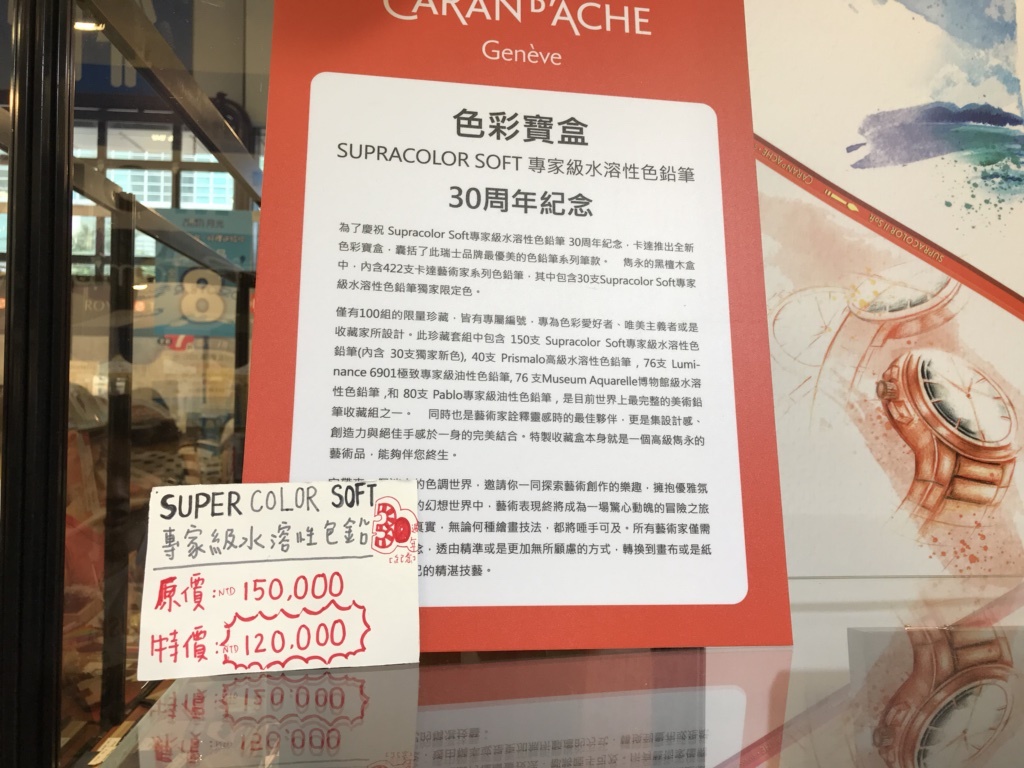 CARAN D'ACHE
Genève
色彩寶盒
SUPRACOLOR SOFT 專家級水溶性色鉛筆
30周年紀念
為了慶祝 Supracolor Soft專家級水溶性色鉛筆 30周年紀念，卡達推出全新
色彩寶盒，囊括了此瑞士品牌最優美的色鉛筆系列筆款。 雋永的黑檀木盒
中，內含422支卡達藝術家系列色鉛筆，其中包含30支Supracolor Soft專家
級水溶性色鉛筆獨家限定色。
僅有100組的限量珍藏，皆有專屬編號，專為色彩愛好者、唯美主義者或是
收藏家所設計。此珍藏套組中包含 150支 Supracolor Soft專家級水溶性色
鉛筆(內含 30支獨家新色), 40支 Prismalo高級水溶性色鉛筆，76支 Lumi-
nance 6901極致專家級油性色鉛筆, 76 支Museum Aquarelle博物館級水溶
性色鉛筆 ,和 80支 Pablo專家級油性色鉛筆，是目前世界上最完整的美術鉛
筆收藏組之一。 同時也是藝術家詮釋靈感時的最佳夥伴，更是集設計感、
創造力與絕佳手感於一身的完美結合。特製收藏盒本身就是一個高級雋永的
藝術品，能夠伴您終生。
的色調世界，邀請你一同探索藝術創作的樂趣，擁抱優雅氛
的幻想世界中，藝術表現終將成為一場驚心動魄的冒險之旅
真實，無論何種繪畫技法，都將唾手可及。所有藝術家僅需
念，透由精準或是更加無所顧慮的方式，轉換到畫布或是紙
的精湛技藝。
SUPER COLOR SOFT
專家級水溶性色鉛
30
紀念
原價:NTD 150,000
特價:NTD 120,000
CARAN D'ACHE
SUPRACOLOR Soft
8